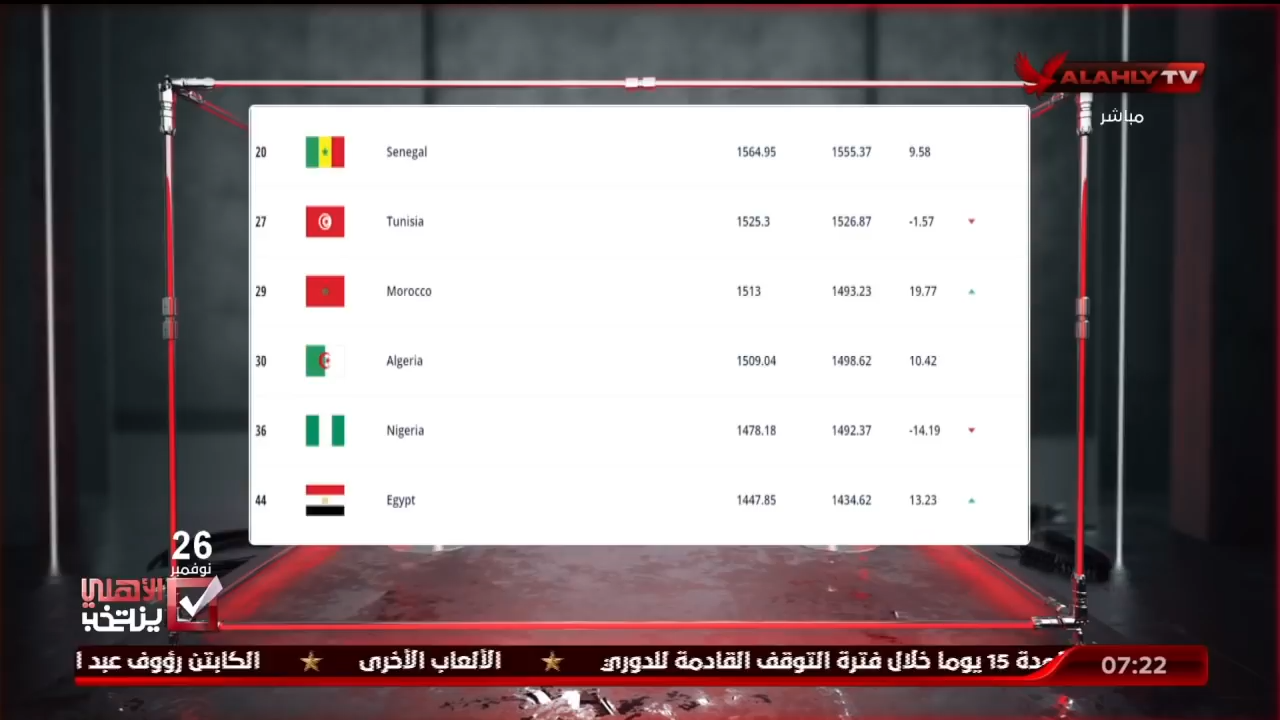 ALAHLY TV
مباشر
20 Senegal 1564.95 1555.37 9.58
27 Tunisia 1525.3 1526.87 -1.57
29 Morocco 1513 1493.23 19.77
30 Algeria 1509.04 1498.62 10.42
36 Nigeria 1478.18 1492.37 -14.19
44 Egypt 1447.85 1434.62 13.23
26
نوفمبر
الأهلي
ينتخب
15 يوما خلال فترة التوقف القادمة للدوري ★ الألعاب الأخرى ★ الكابتن رؤوف عبد ا
07:22